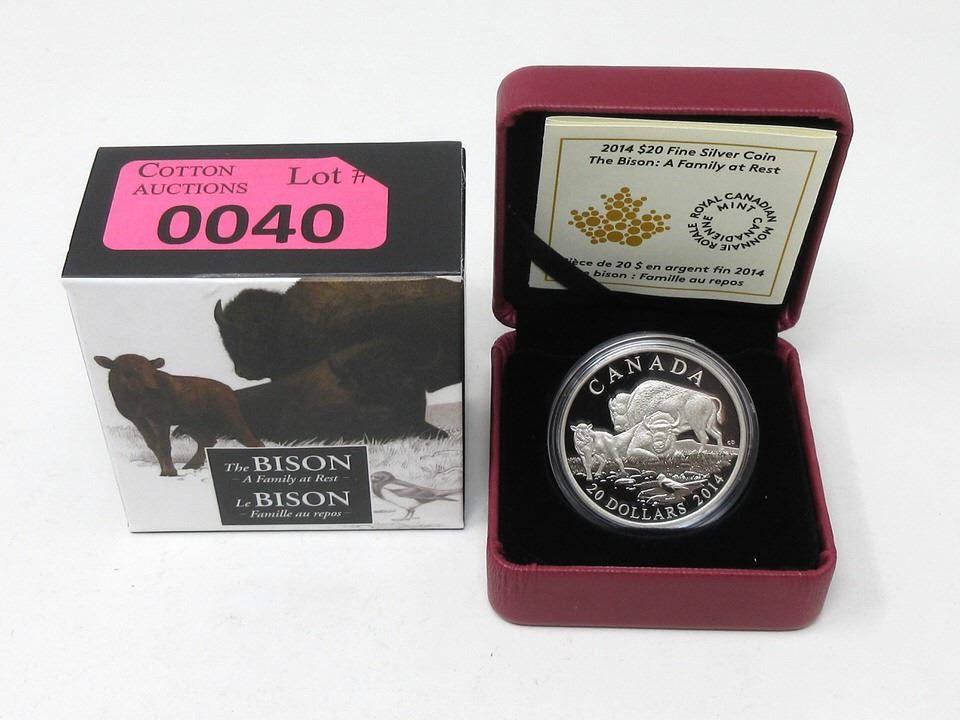 COTTON
AUCTIONS
Lot #
0040
The BISON
- A Family at Rest -
Le BISON
- Famille au repos -
2014 $20 Fine Silver Coin
The Bison: A Family at Rest
ROYAL CANADIAN MINT
MONNAIE ROYALE CANADIENNE
ièce de 20 $ en argent fin 2014
bison : Famille au repos
CANADA
20 DOLLARS 2014